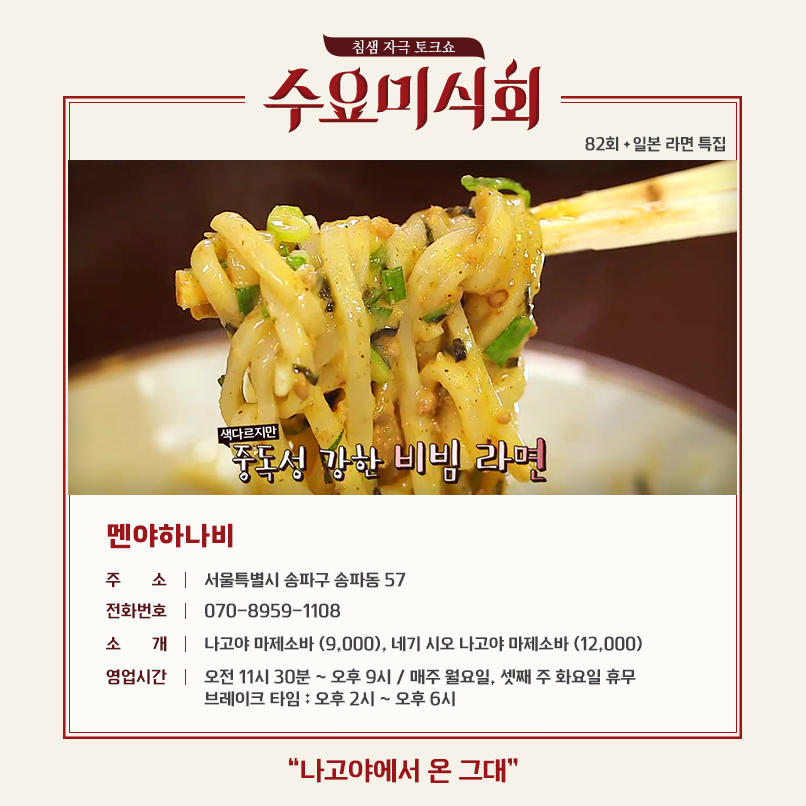 침샘 자극 토크쇼
수요미식회
82회 + 일본 라면 특집
색다르지만
중독성 강한 비빔 라면
멘야하나비
주 소 | 서울특별시 송파구 송파동 57
전화번호 | 070-8959-1108
소 개 | 나고야 마제소바 (9,000), 네기 시오 나고야 마제소바 (12,000)
영업시간 | 오전 11시 30분 ~ 오후 9시 / 매주 월요일, 셋째 주 화요일 휴무
브레이크 타임 : 오후 2시 ~ 오후 6시
“나고야에서 온 그대”